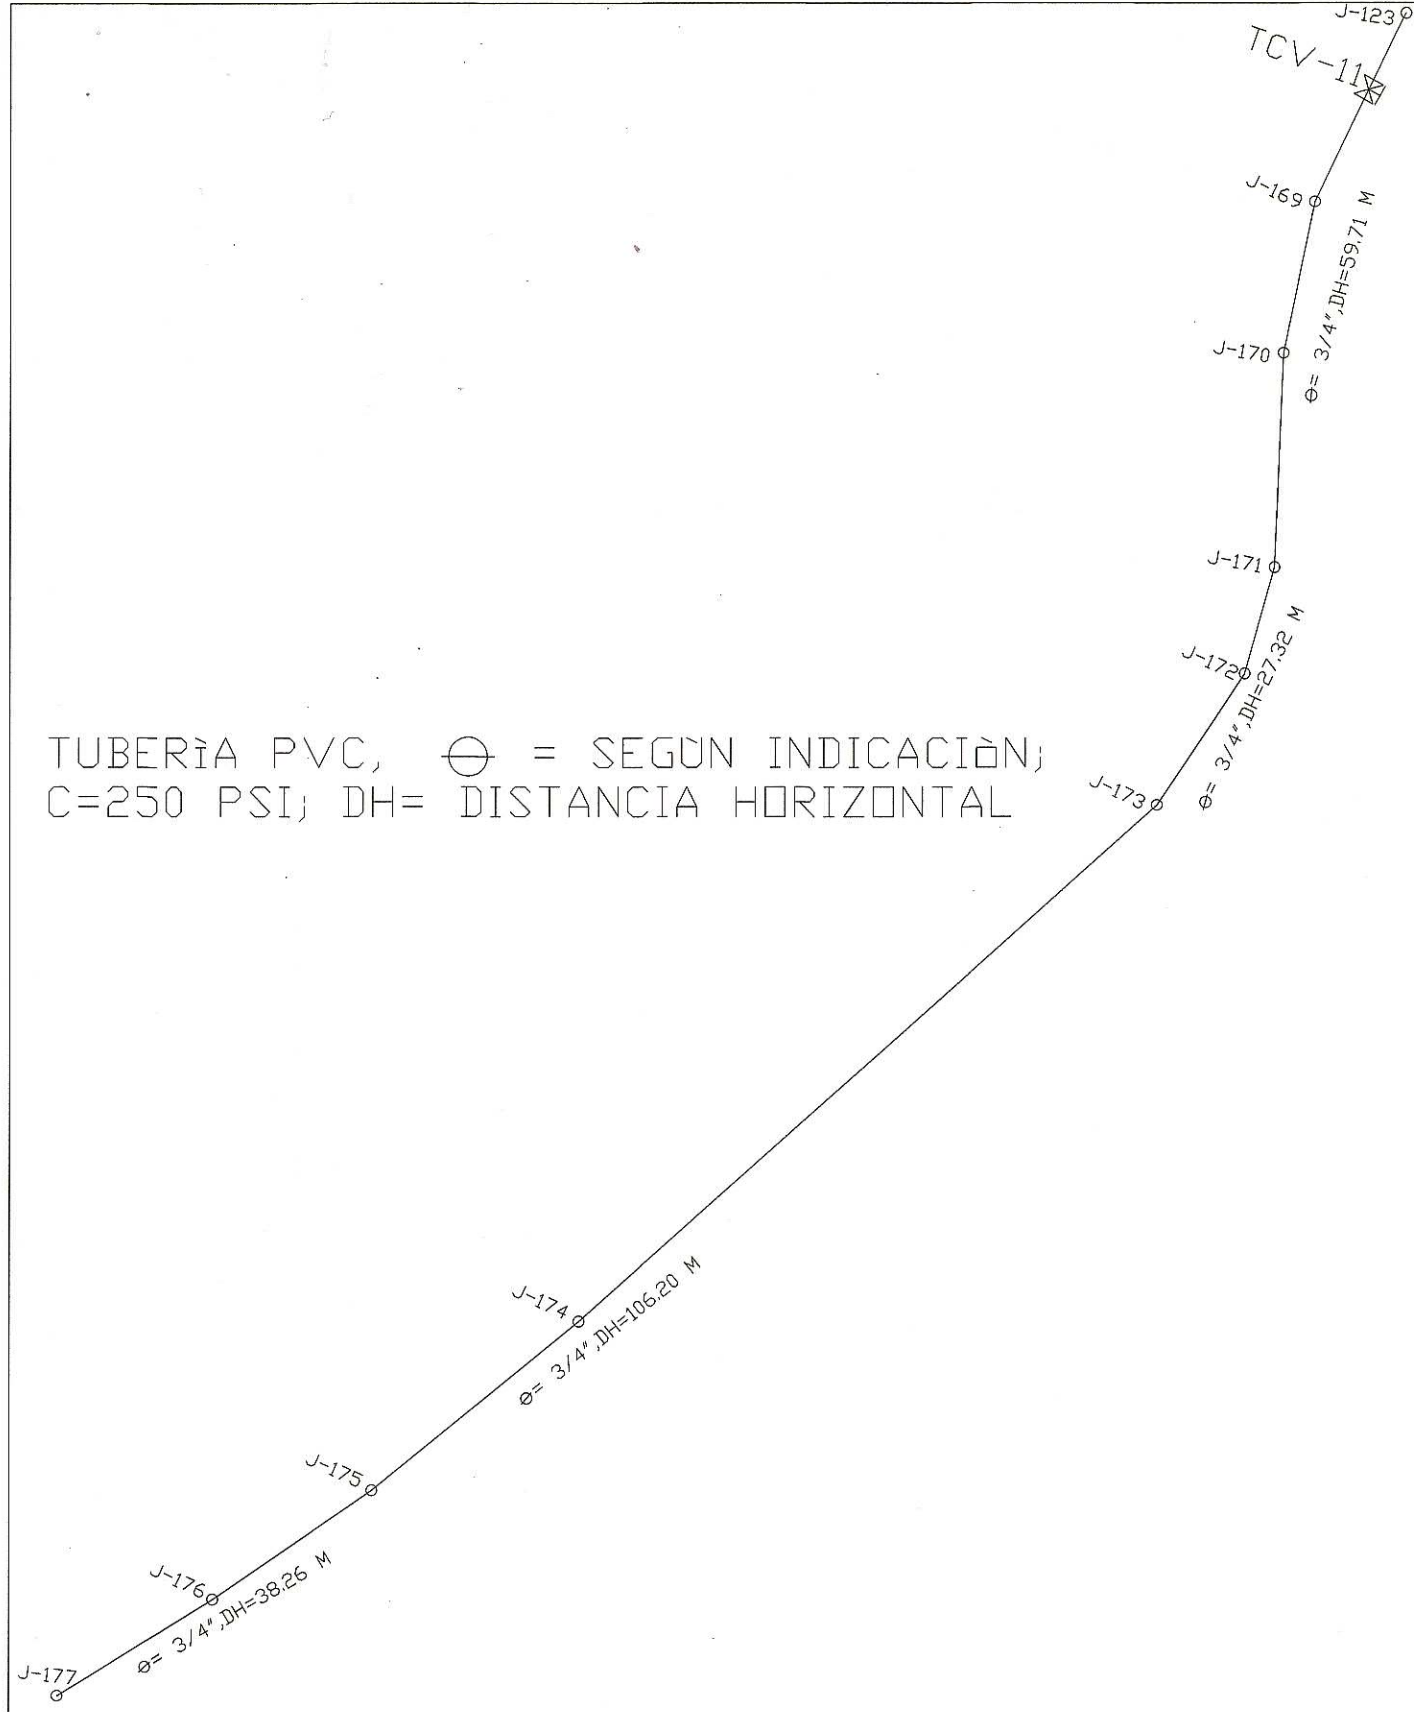 J-123
TCV-11
J-169
φ= 3/4",DH=59.71 M
J-170
J-171
J-172
φ= 3/4",DH=27.32 M
J-173
TUBERìA PVC, ⌀ = SEGùN INDICACIòN;
C=250 PSI; DH= DISTANCIA HORIZONTAL
J-174
φ= 3/4",DH=106.20 M
J-175
J-176
φ= 3/4",DH=38.26 M
J-177